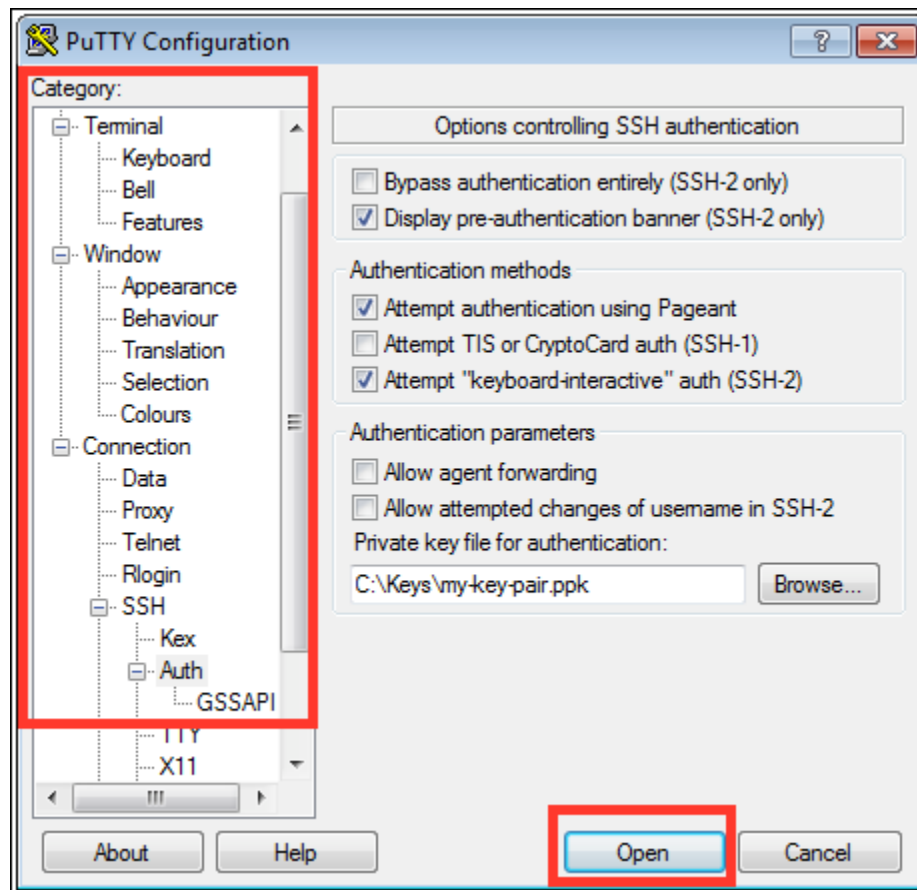 PuTTY Configuration
Category:
Terminal
Keyboard
Bell
Features
Window
Appearance
Behaviour
Translation
Selection
Colours
Connection
Data
Proxy
Telnet
Rlogin
SSH
Kex
Auth
GSSAPI
TTY
X11
Options controlling SSH authentication
Bypass authentication entirely (SSH-2 only)
Display pre-authentication banner (SSH-2 only)
Authentication methods
Attempt authentication using Pageant
Attempt TIS or CryptoCard auth (SSH-1)
Attempt "keyboard-interactive" auth (SSH-2)
Authentication parameters
Allow agent forwarding
Allow attempted changes of username in SSH-2
Private key file for authentication:
C:\Keys\my-key-pair.ppk
Browse...
About
Help
Open
Cancel